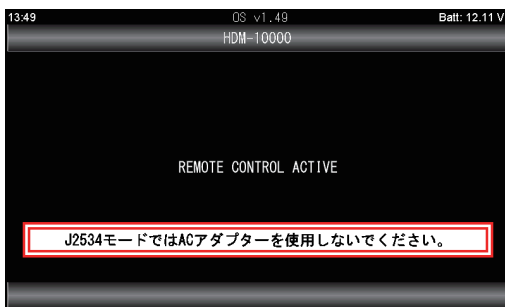 13:49 OS v1.49 Batt: 12.11 V
HDM-10000
REMOTE CONTROL ACTIVE
J2534モードではACアダプターを使用しないでください。